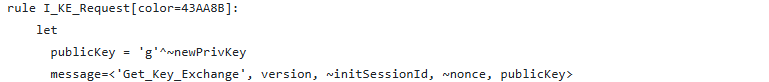 rule I_KE_Request[color=43AA8B]:
    let
      publicKey = 'g'^~newPrivKey
      message=<'Get_Key_Exchange', version, ~initSessionId, ~nonce, publicKey>